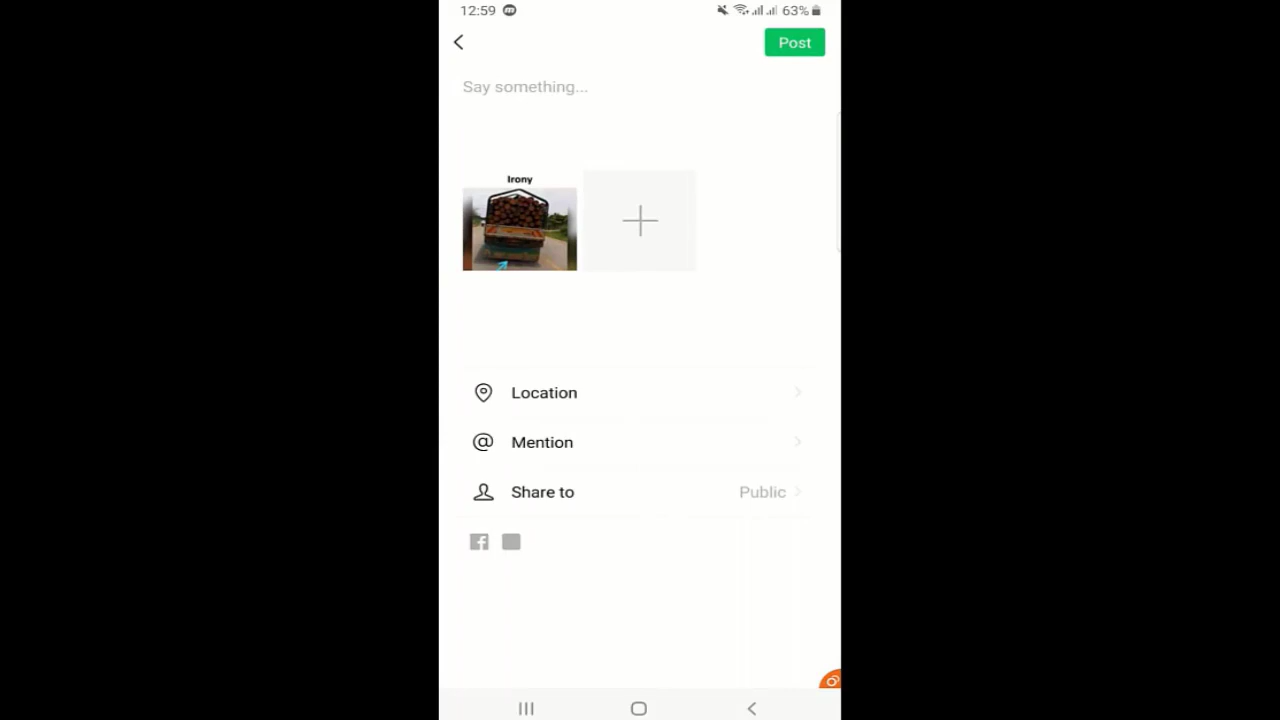 12:59
63%
Post
Say something...
Irony
Location
@ Mention
Share to
Public